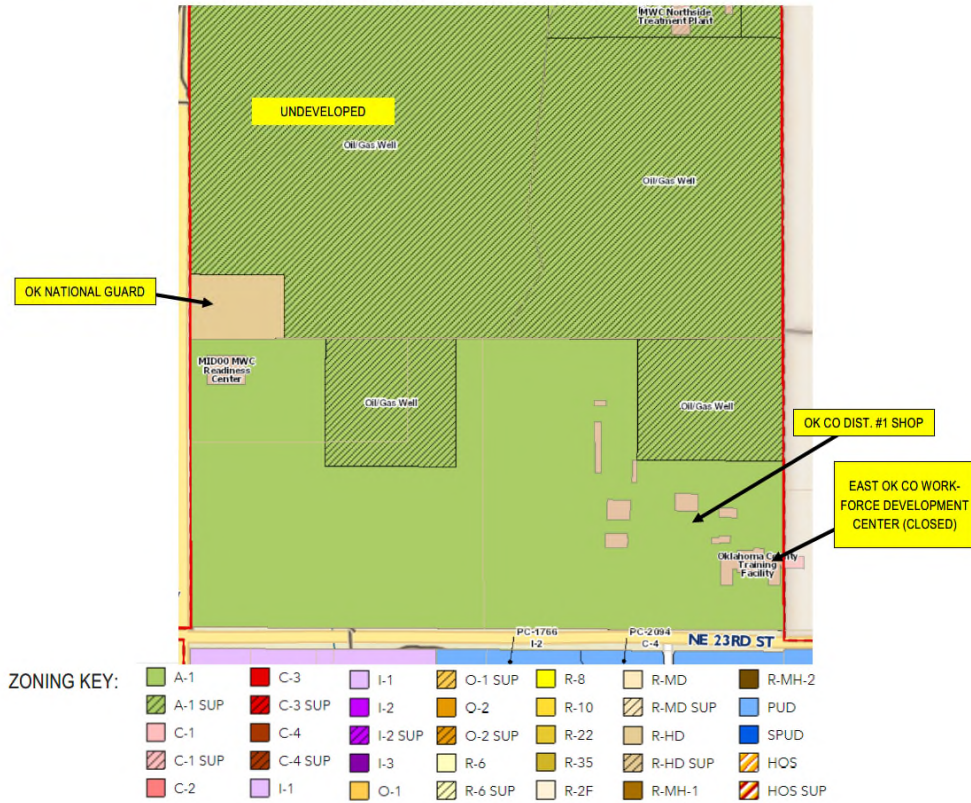 MWC Northside
Treatment Plant
UNDEVELOPED
Oil/Gas Well
Oil/Gas Well
OK NATIONAL GUARD
MID00 MWC
Readiness
Center
Oil/Gas Well
Oil/Gas Well
OK CO DIST. #1 SHOP
EAST OK CO WORK-
FORCE DEVELOPMENT
CENTER (CLOSED)
Oklahoma County
Training
Facility
PC-1766
I-2
PC-2094
C-4
NE 23RD ST
ZONING KEY:
A-1
A-1 SUP
C-1
C-1 SUP
C-2
C-3
C-3 SUP
C-4
C-4 SUP
I-1
I-1
I-2
I-2 SUP
I-3
O-1
O-1 SUP
O-2
O-2 SUP
R-6
R-6 SUP
R-8
R-10
R-22
R-35
R-2F
R-MD
R-MD SUP
R-HD
R-HD SUP
R-MH-1
R-MH-2
PUD
SPUD
HOS
HOS SUP